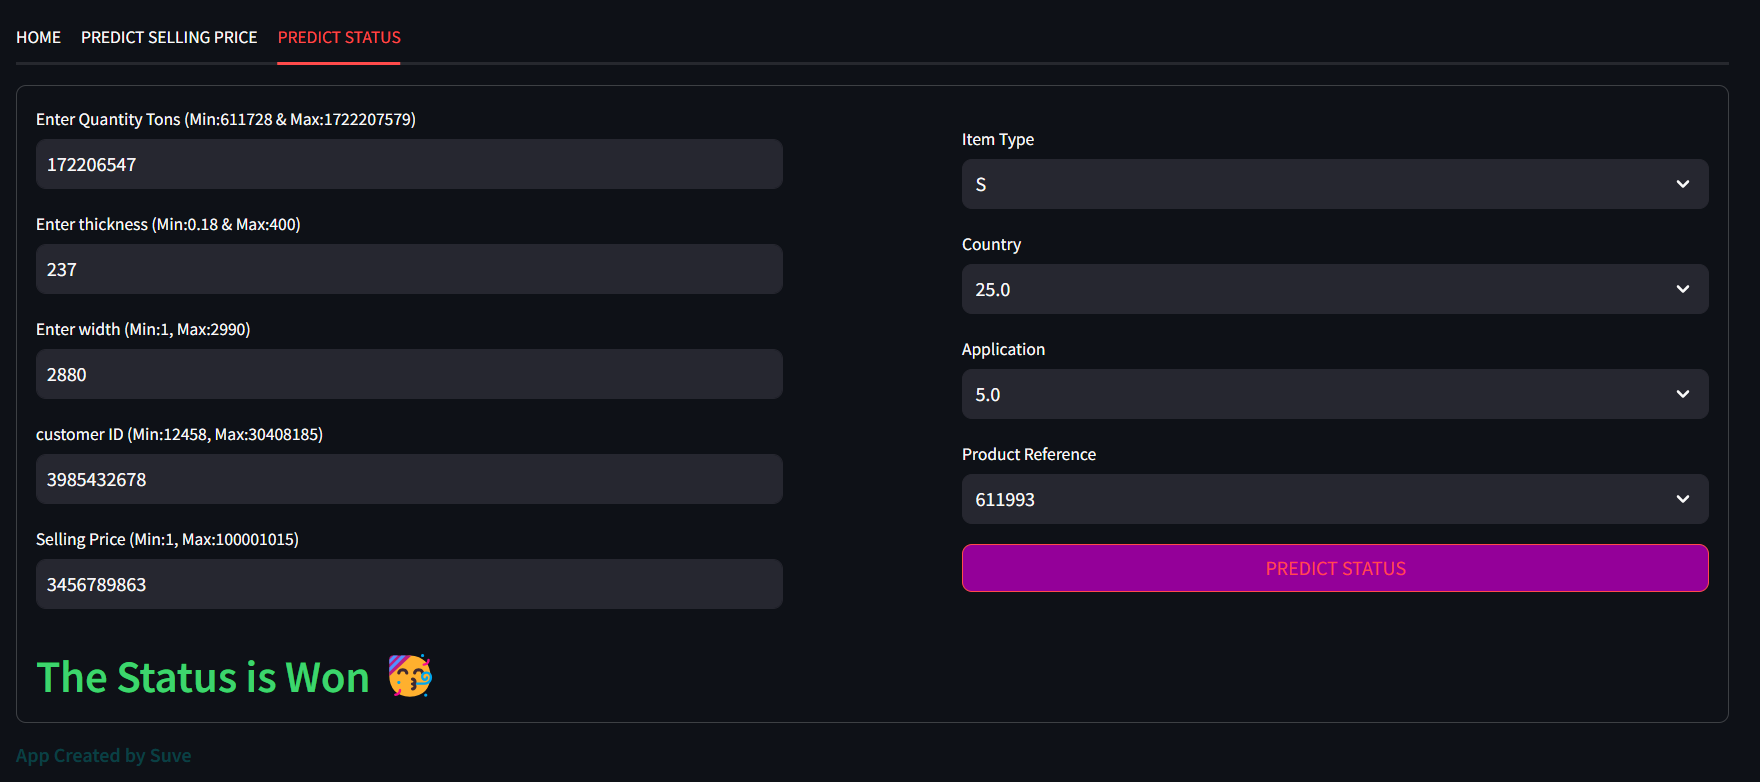 HOME PREDICT SELLING PRICE PREDICT STATUS
Enter Quantity Tons (Min:611728 & Max:1722207579)
172206547
Enter thickness (Min:0.18 & Max:400)
237
Enter width (Min:1, Max:2990)
2880
customer ID (Min:12458, Max:30408185)
3985432678
Selling Price (Min:1, Max:100001015)
3456789863
Item Type
S
Country
25.0
Application
5.0
Product Reference
611993
PREDICT STATUS
The Status is Won 🥳
App Created by Suve